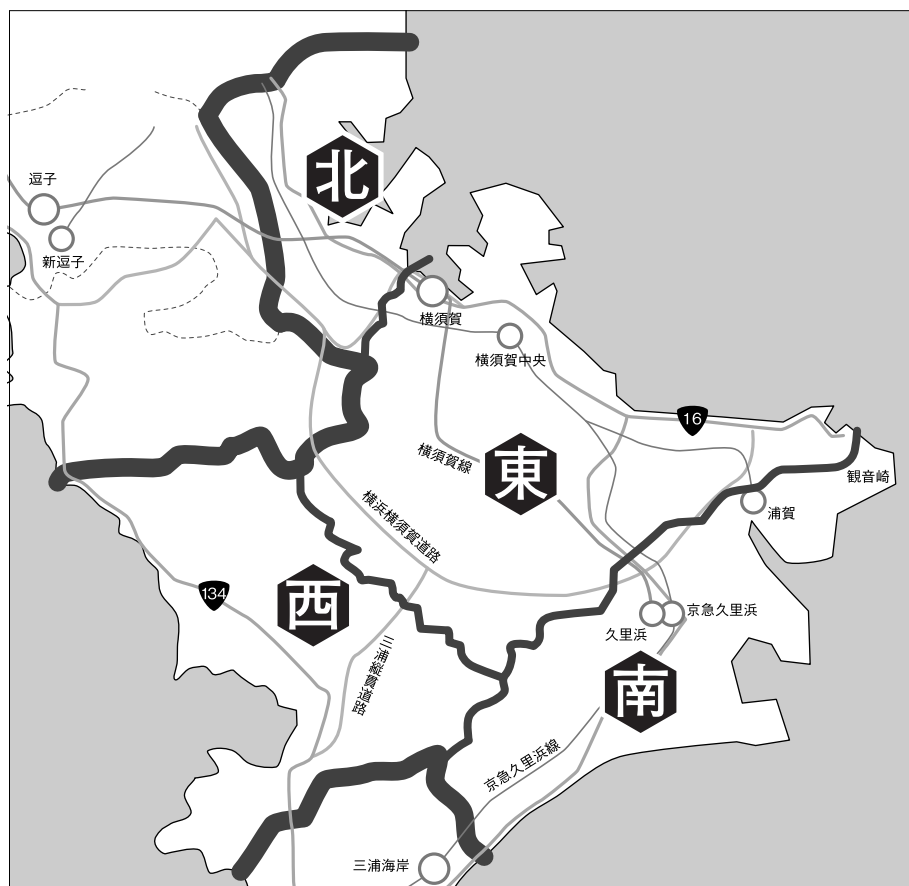 北
逗子
新逗子
横須賀
横須賀中央
16
横須賀線
東
観音崎
浦賀
横浜横須賀道路
134
西
京急久里浜
久里浜
三浦縦貫道路
南
京急久里浜線
三浦海岸